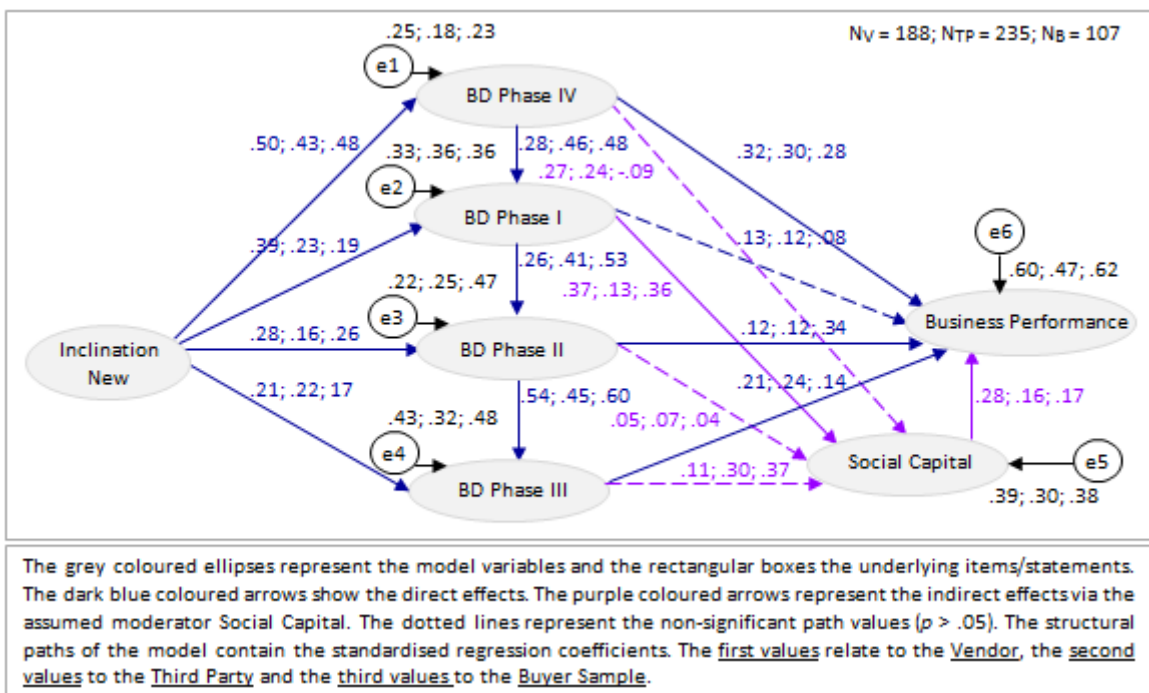 .25; .18; .23
N_V = 188; N_TP = 235; N_B = 107
e1
BD Phase IV
.50; .43; .48
.33; .36; .36
.28; .46; .48
.32; .30; .28
.27; .24; -.09
e2
BD Phase I
.39; .23; .19
.13; .12; .08
e6
.22; .25; .47
.26; .41; .53
.37; .13; .36
.60; .47; .62
e3
Inclination
New
.28; .16; .26
BD Phase II
.12; .12; .34
Business Performance
.21; .22; 17
.43; .32; .48
.54; .45; .60
.05; .07; .04
.21; .24; .14
.28; .16; .17
e4
BD Phase III
.11; .30; .37
Social Capital
e5
.39; .30; .38
The grey coloured ellipses represent the model variables and the rectangular boxes the underlying items/statements.
The dark blue coloured arrows show the direct effects. The purple coloured arrows represent the indirect effects via the
assumed moderator Social Capital. The dotted lines represent the non-significant path values (p > .05). The structural
paths of the model contain the standardised regression coefficients. The first values relate to the Vendor, the second
values to the Third Party and the third values to the Buyer Sample.